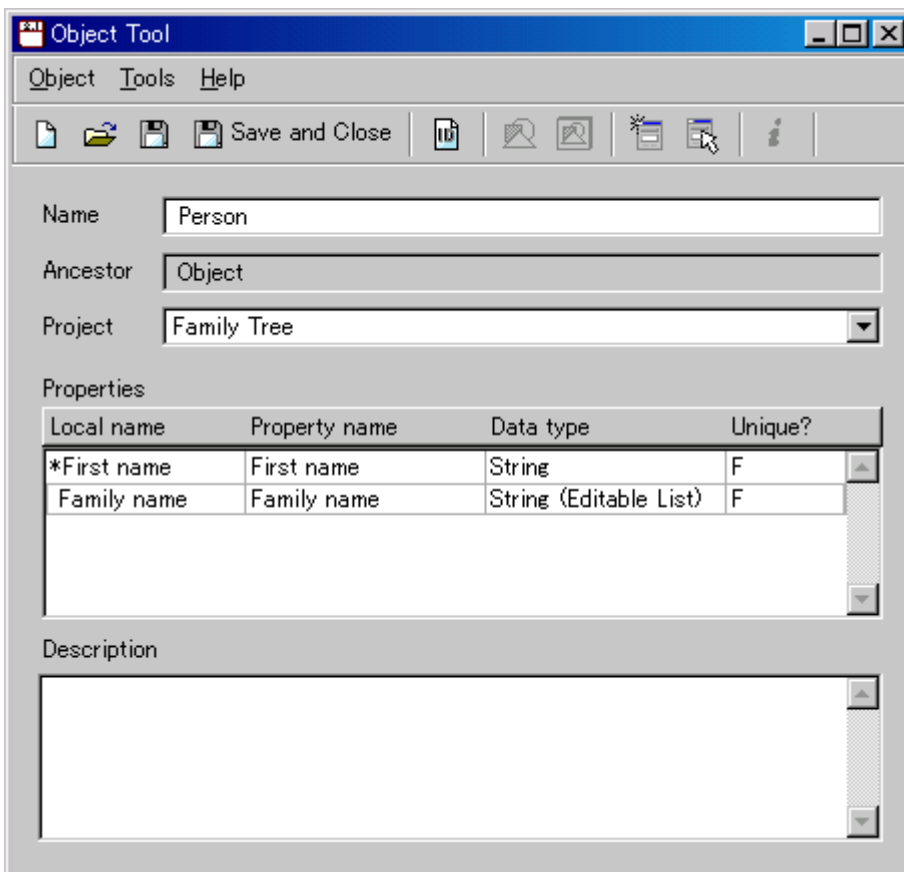 Object Tool
Object Tools Help
Save and Close
Name Person
Ancestor Object
Project Family Tree
Properties
Local name Property name Data type Unique?
*First name First name String F
Family name Family name String (Editable List) F
Description